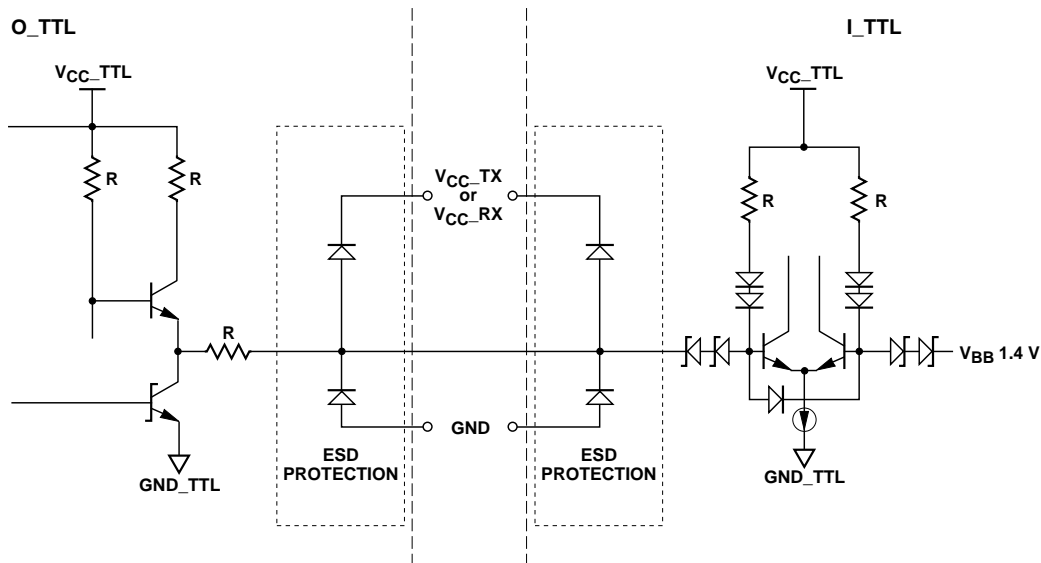 O_TTL
I_TTL
VCC_TTL
VCC_TTL
R
R
R
R
VCC_TX
or
VCC_RX
R
VBB 1.4 V
GND
ESD
PROTECTION
ESD
PROTECTION
GND_TTL
GND_TTL